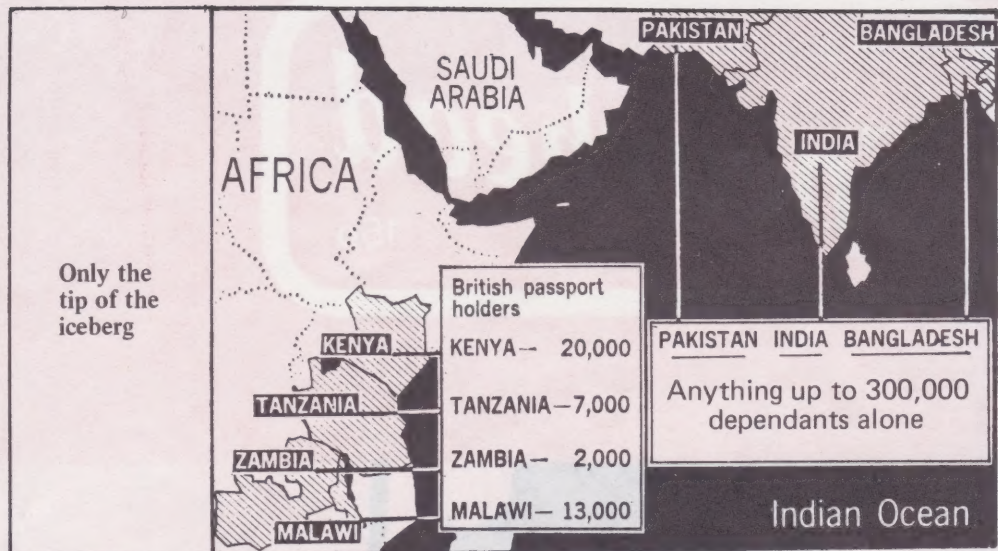 Only the
tip of the
iceberg
AFRICA
SAUDI
ARABIA
PAKISTAN
BANGLADESH
INDIA
KENYA
TANZANIA
ZAMBIA
MALAWI
British passport
holders
KENYA— 20,000
TANZANIA—7,000
ZAMBIA— 2,000
MALAWI— 13,000
PAKISTAN INDIA BANGLADESH
Anything up to 300,000
dependants alone
Indian Ocean